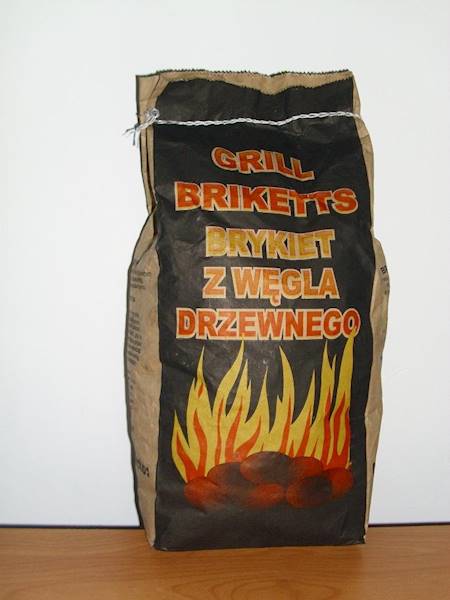 GRILL
BRIKETTS
BRYKIET
Z WĘGLA
DRZEWNEGO